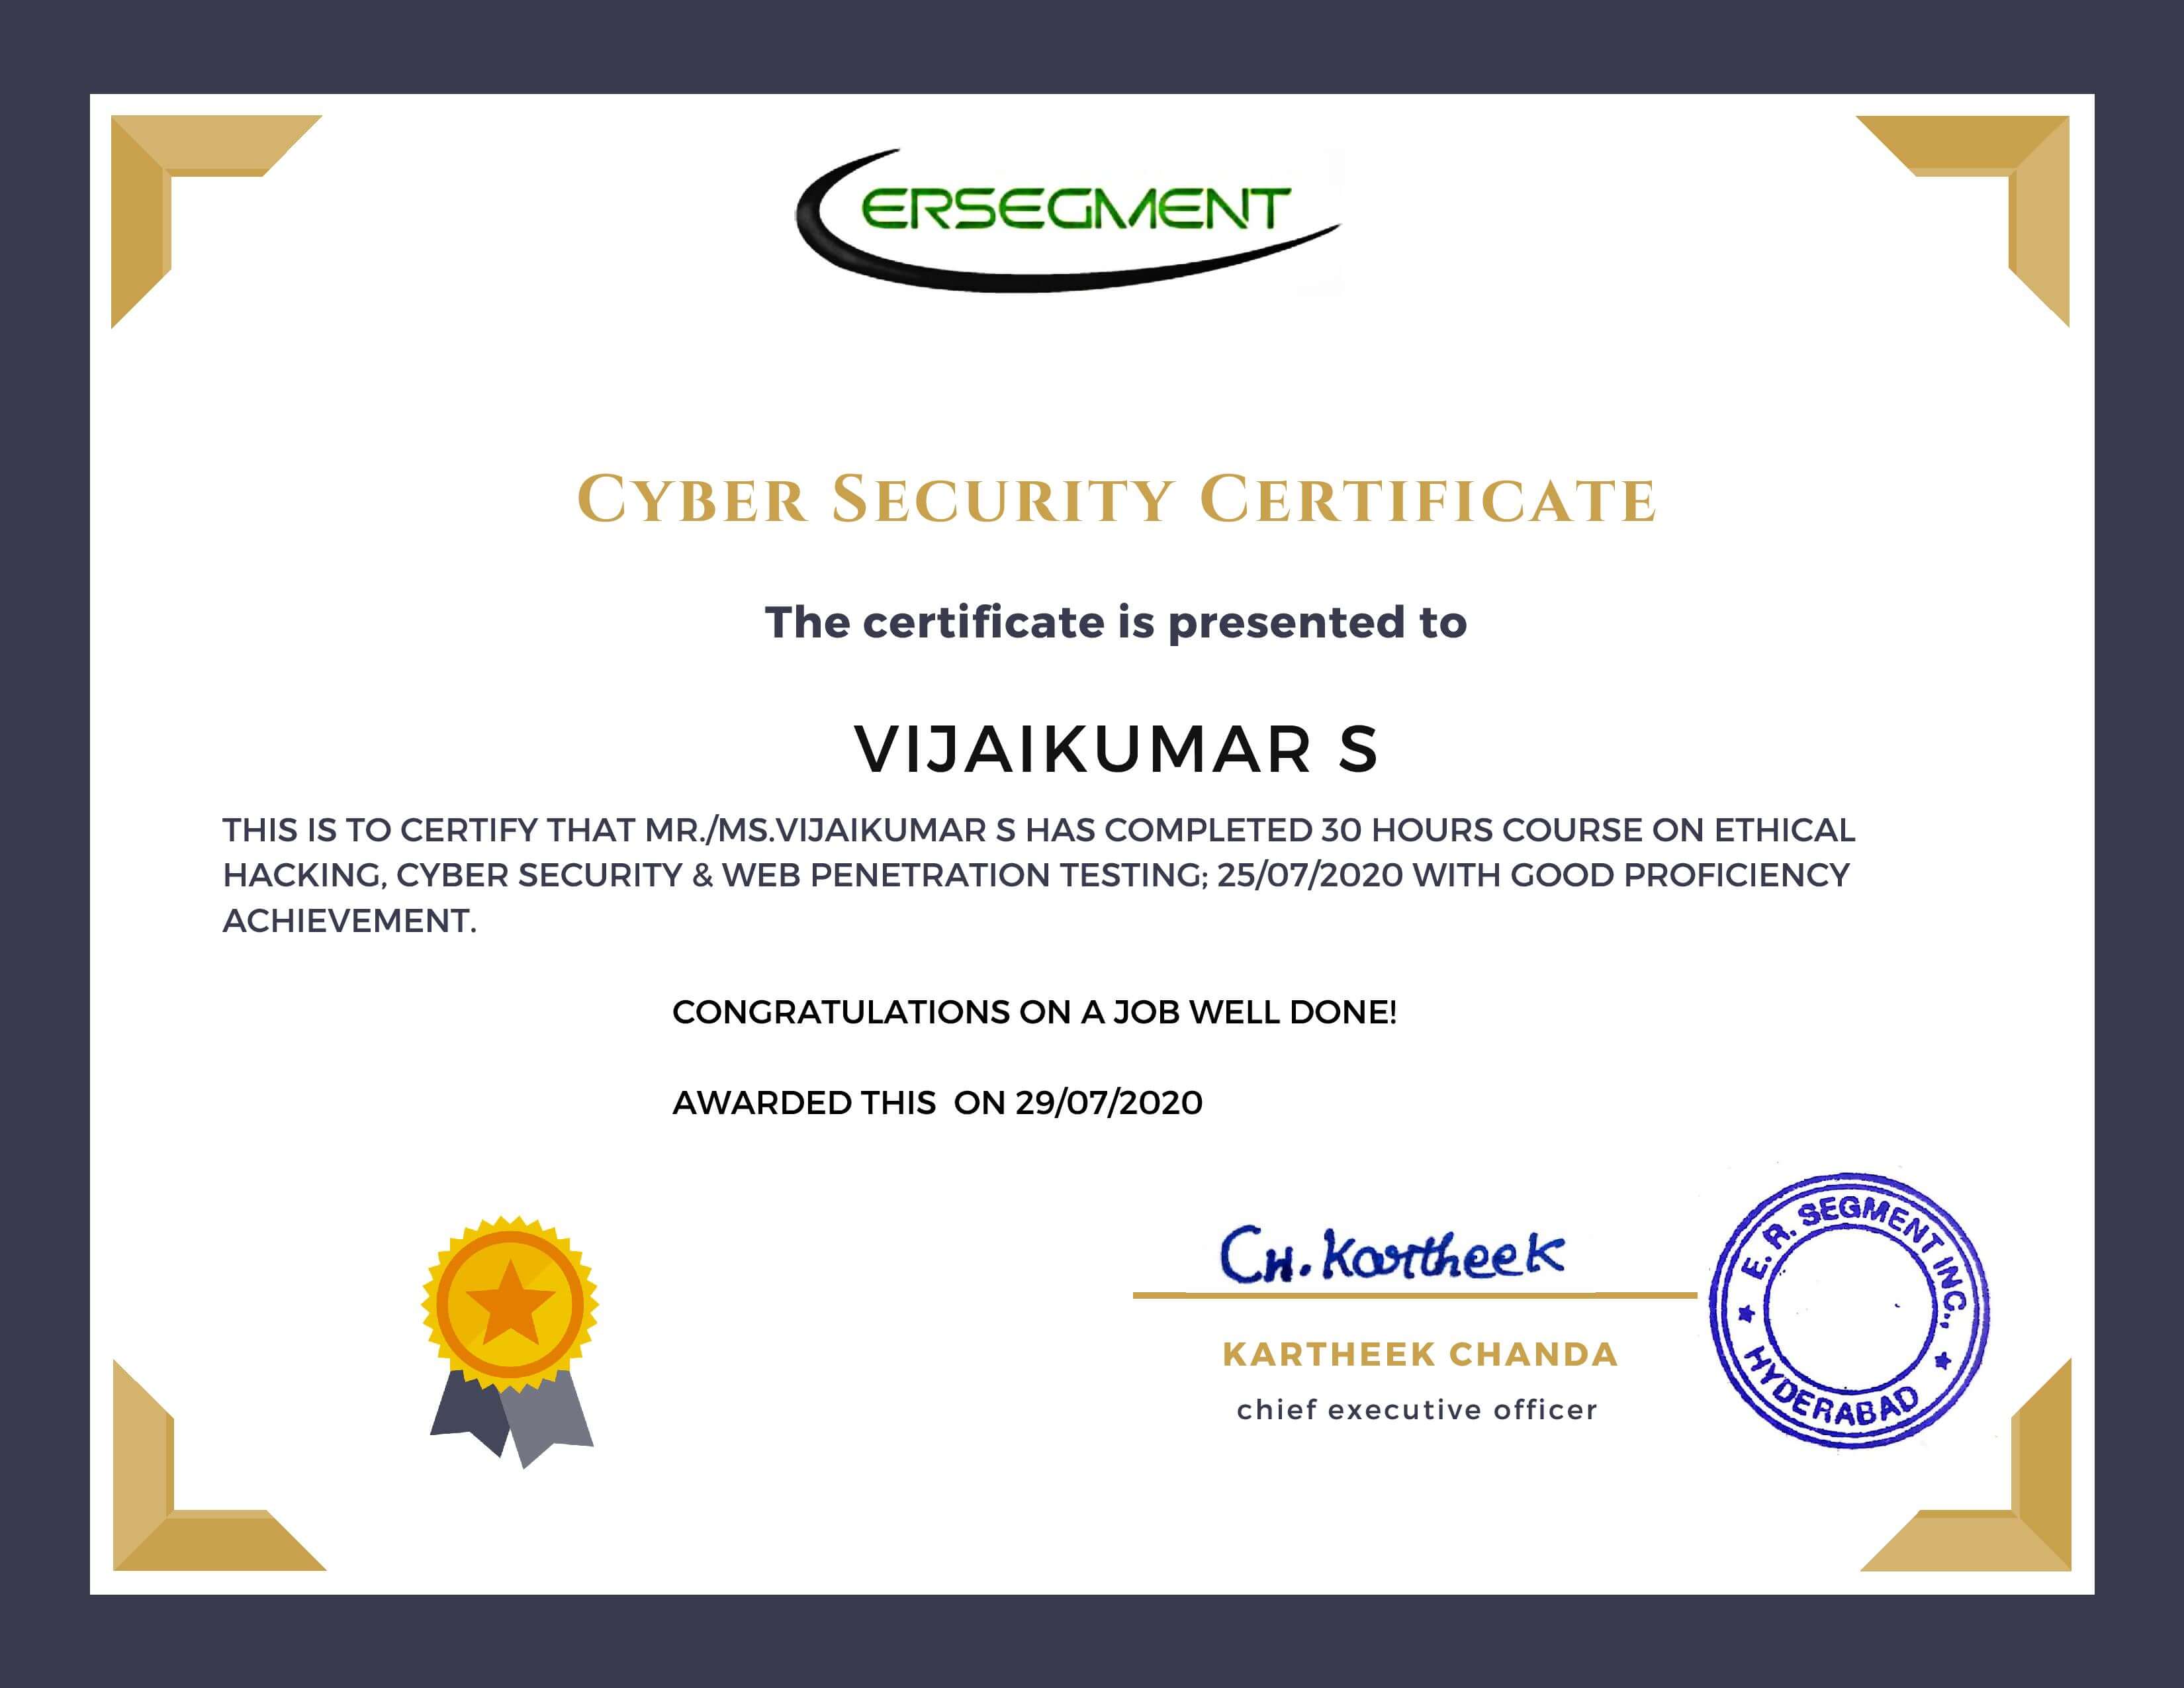 ERSEGMENT
CYBER SECURITY CERTIFICATE
The certificate is presented to
VIJAIKUMAR S
THIS IS TO CERTIFY THAT MR./MS.VIJAIKUMAR S HAS COMPLETED 30 HOURS COURSE ON ETHICAL
HACKING, CYBER SECURITY & WEB PENETRATION TESTING; 25/07/2020 WITH GOOD PROFICIENCY
ACHIEVEMENT.
CONGRATULATIONS ON A JOB WELL DONE!
AWARDED THIS ON 29/07/2020
CH. Kartheek
KARTHEEK CHANDA
chief executive officer
E. R. SEGMENT INC.,
HYDERABAD